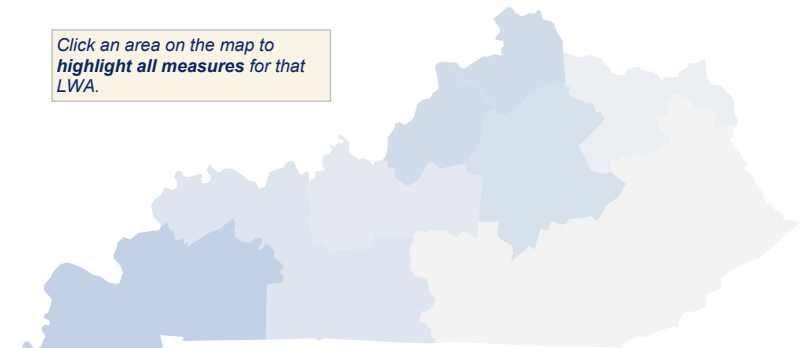 Click an area on the map to
highlight all measures for that
LWA.